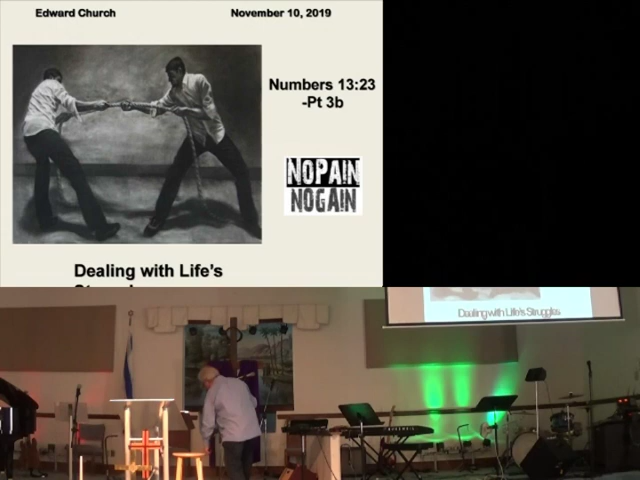 Edward Church
November 10, 2019
Numbers 13:23
-Pt 3b
NOPAIN
NOGAIN
Dealing with Life's
Dealing with Life's Struggles